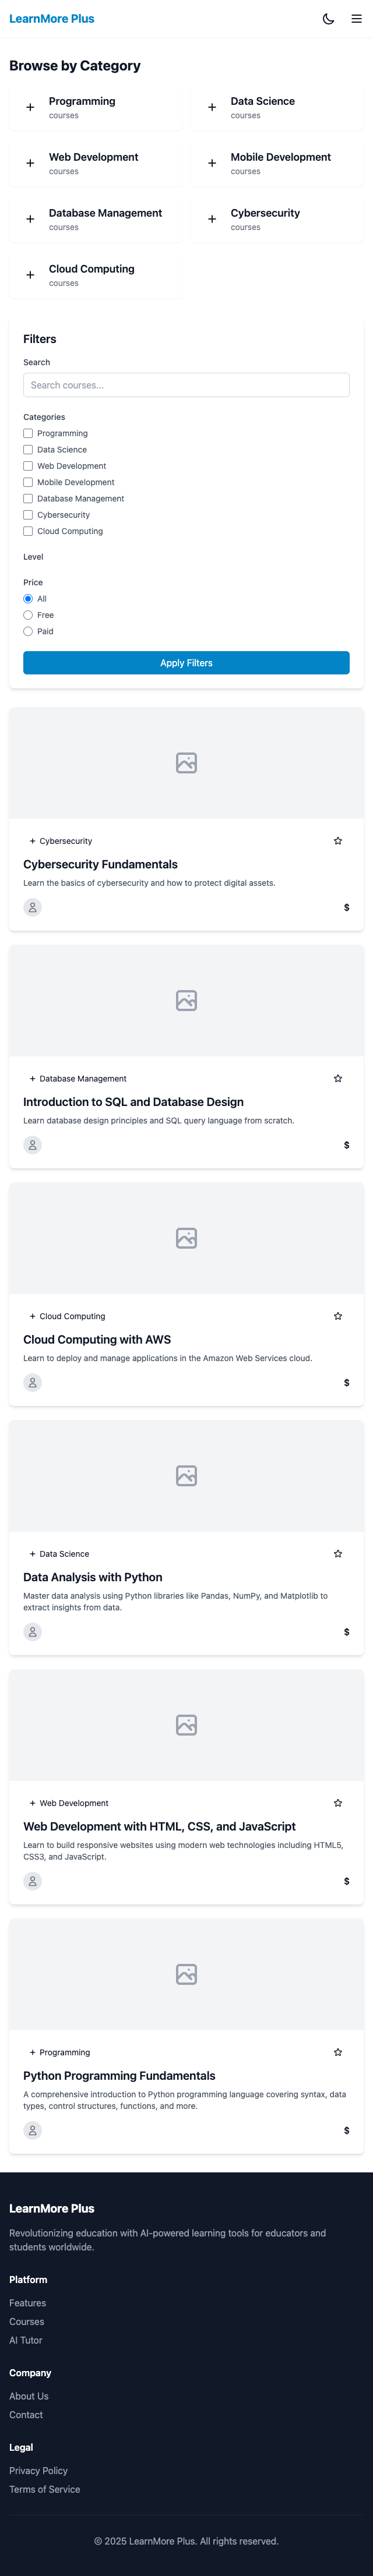 LearnMore Plus
Browse by Category
Programming
courses
Data Science
courses
Web Development
courses
Mobile Development
courses
Database Management
courses
Cybersecurity
courses
Cloud Computing
courses
Filters
Search
Search courses...
Categories
Programming
Data Science
Web Development
Mobile Development
Database Management
Cybersecurity
Cloud Computing
Level
Price
All
Free
Paid
Apply Filters
Cybersecurity
Cybersecurity Fundamentals
Learn the basics of cybersecurity and how to protect digital assets.
$
Database Management
Introduction to SQL and Database Design
Learn database design principles and SQL query language from scratch.
$
Cloud Computing
Cloud Computing with AWS
Learn to deploy and manage applications in the Amazon Web Services cloud.
$
Data Science
Data Analysis with Python
Master data analysis using Python libraries like Pandas, NumPy, and Matplotlib to
extract insights from data.
$
Web Development
Web Development with HTML, CSS, and JavaScript
Learn to build responsive websites using modern web technologies including HTML5,
CSS3, and JavaScript.
$
Programming
Python Programming Fundamentals
A comprehensive introduction to Python programming language covering syntax, data
types, control structures, functions, and more.
$
LearnMore Plus
Revolutionizing education with AI-powered learning tools for educators and
students worldwide.
Platform
Features
Courses
AI Tutor
Company
About Us
Contact
Legal
Privacy Policy
Terms of Service
© 2025 LearnMore Plus. All rights reserved.